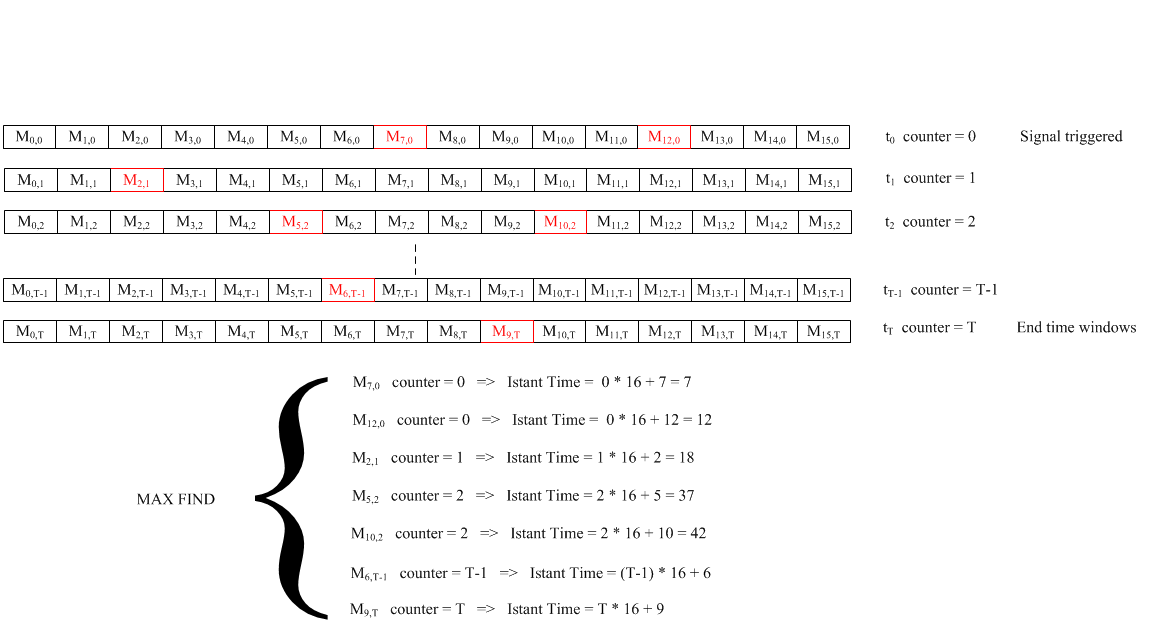 M0,0 M1,0 M2,0 M3,0 M4,0 M5,0 M6,0 M7,0 M8,0 M9,0 M10,0 M11,0 M12,0 M13,0 M14,0 M15,0 t0 counter = 0 Signal triggered
M0,1 M1,1 M2,1 M3,1 M4,1 M5,1 M6,1 M7,1 M8,1 M9,1 M10,1 M11,1 M12,1 M13,1 M14,1 M15,1 t1 counter = 1
M0,2 M1,2 M2,2 M3,2 M4,2 M5,2 M6,2 M7,2 M8,2 M9,2 M10,2 M11,2 M12,2 M13,2 M14,2 M15,2 t2 counter = 2
M0,T-1 M1,T-1 M2,T-1 M3,T-1 M4,T-1 M5,T-1 M6,T-1 M7,T-1 M8,T-1 M9,T-1 M10,T-1 M11,T-1 M12,T-1 M13,T-1 M14,T-1 M15,T-1 tT-1 counter = T-1
M0,T M1,T M2,T M3,T M4,T M5,T M6,T M7,T M8,T M9,T M10,T M11,T M12,T M13,T M14,T M15,T tT counter = T End time windows
MAX FIND
M7,0 counter = 0 => Istant Time = 0 * 16 + 7 = 7
M12,0 counter = 0 => Istant Time = 0 * 16 + 12 = 12
M2,1 counter = 1 => Istant Time = 1 * 16 + 2 = 18
M5,2 counter = 2 => Istant Time = 2 * 16 + 5 = 37
M10,2 counter = 2 => Istant Time = 2 * 16 + 10 = 42
M6,T-1 counter = T-1 => Istant Time = (T-1) * 16 + 6
M9,T counter = T => Istant Time = T * 16 + 9